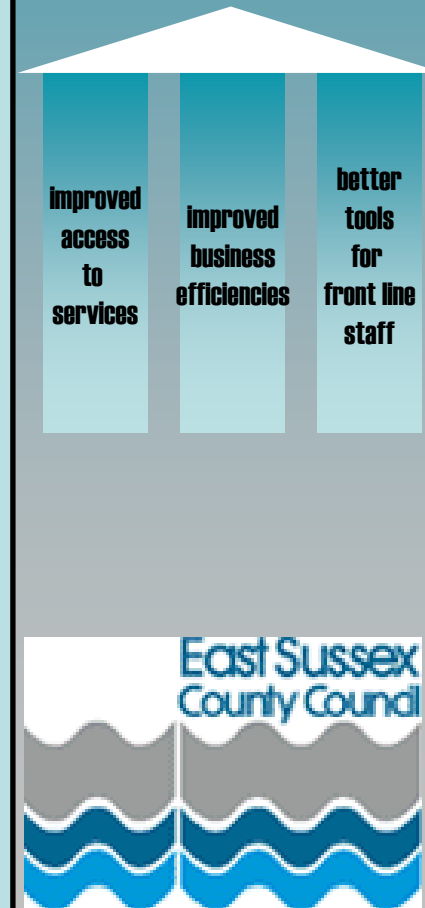 improved
access
to
services
improved
business
efficiencies
better
tools
for
front line
staff
East Sussex
County Council